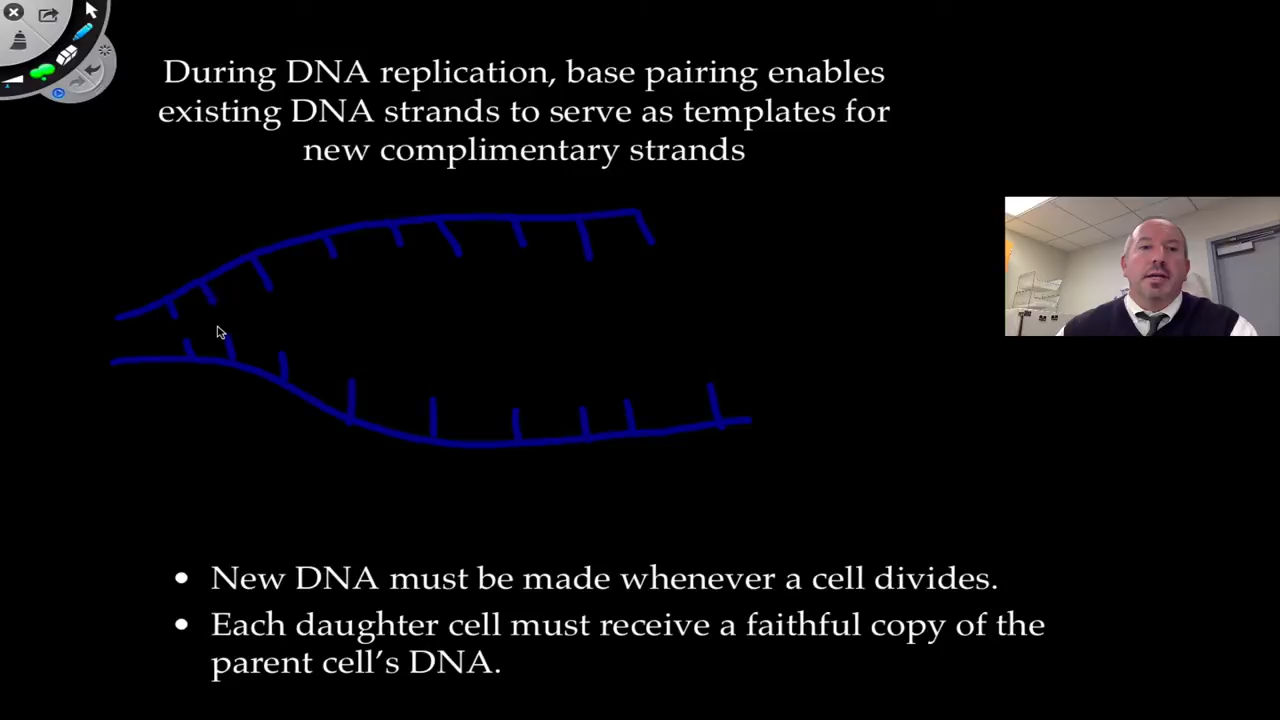 During DNA replication, base pairing enables
existing DNA strands to serve as templates for
new complimentary strands
• New DNA must be made whenever a cell divides.
• Each daughter cell must receive a faithful copy of the
parent cell's DNA.